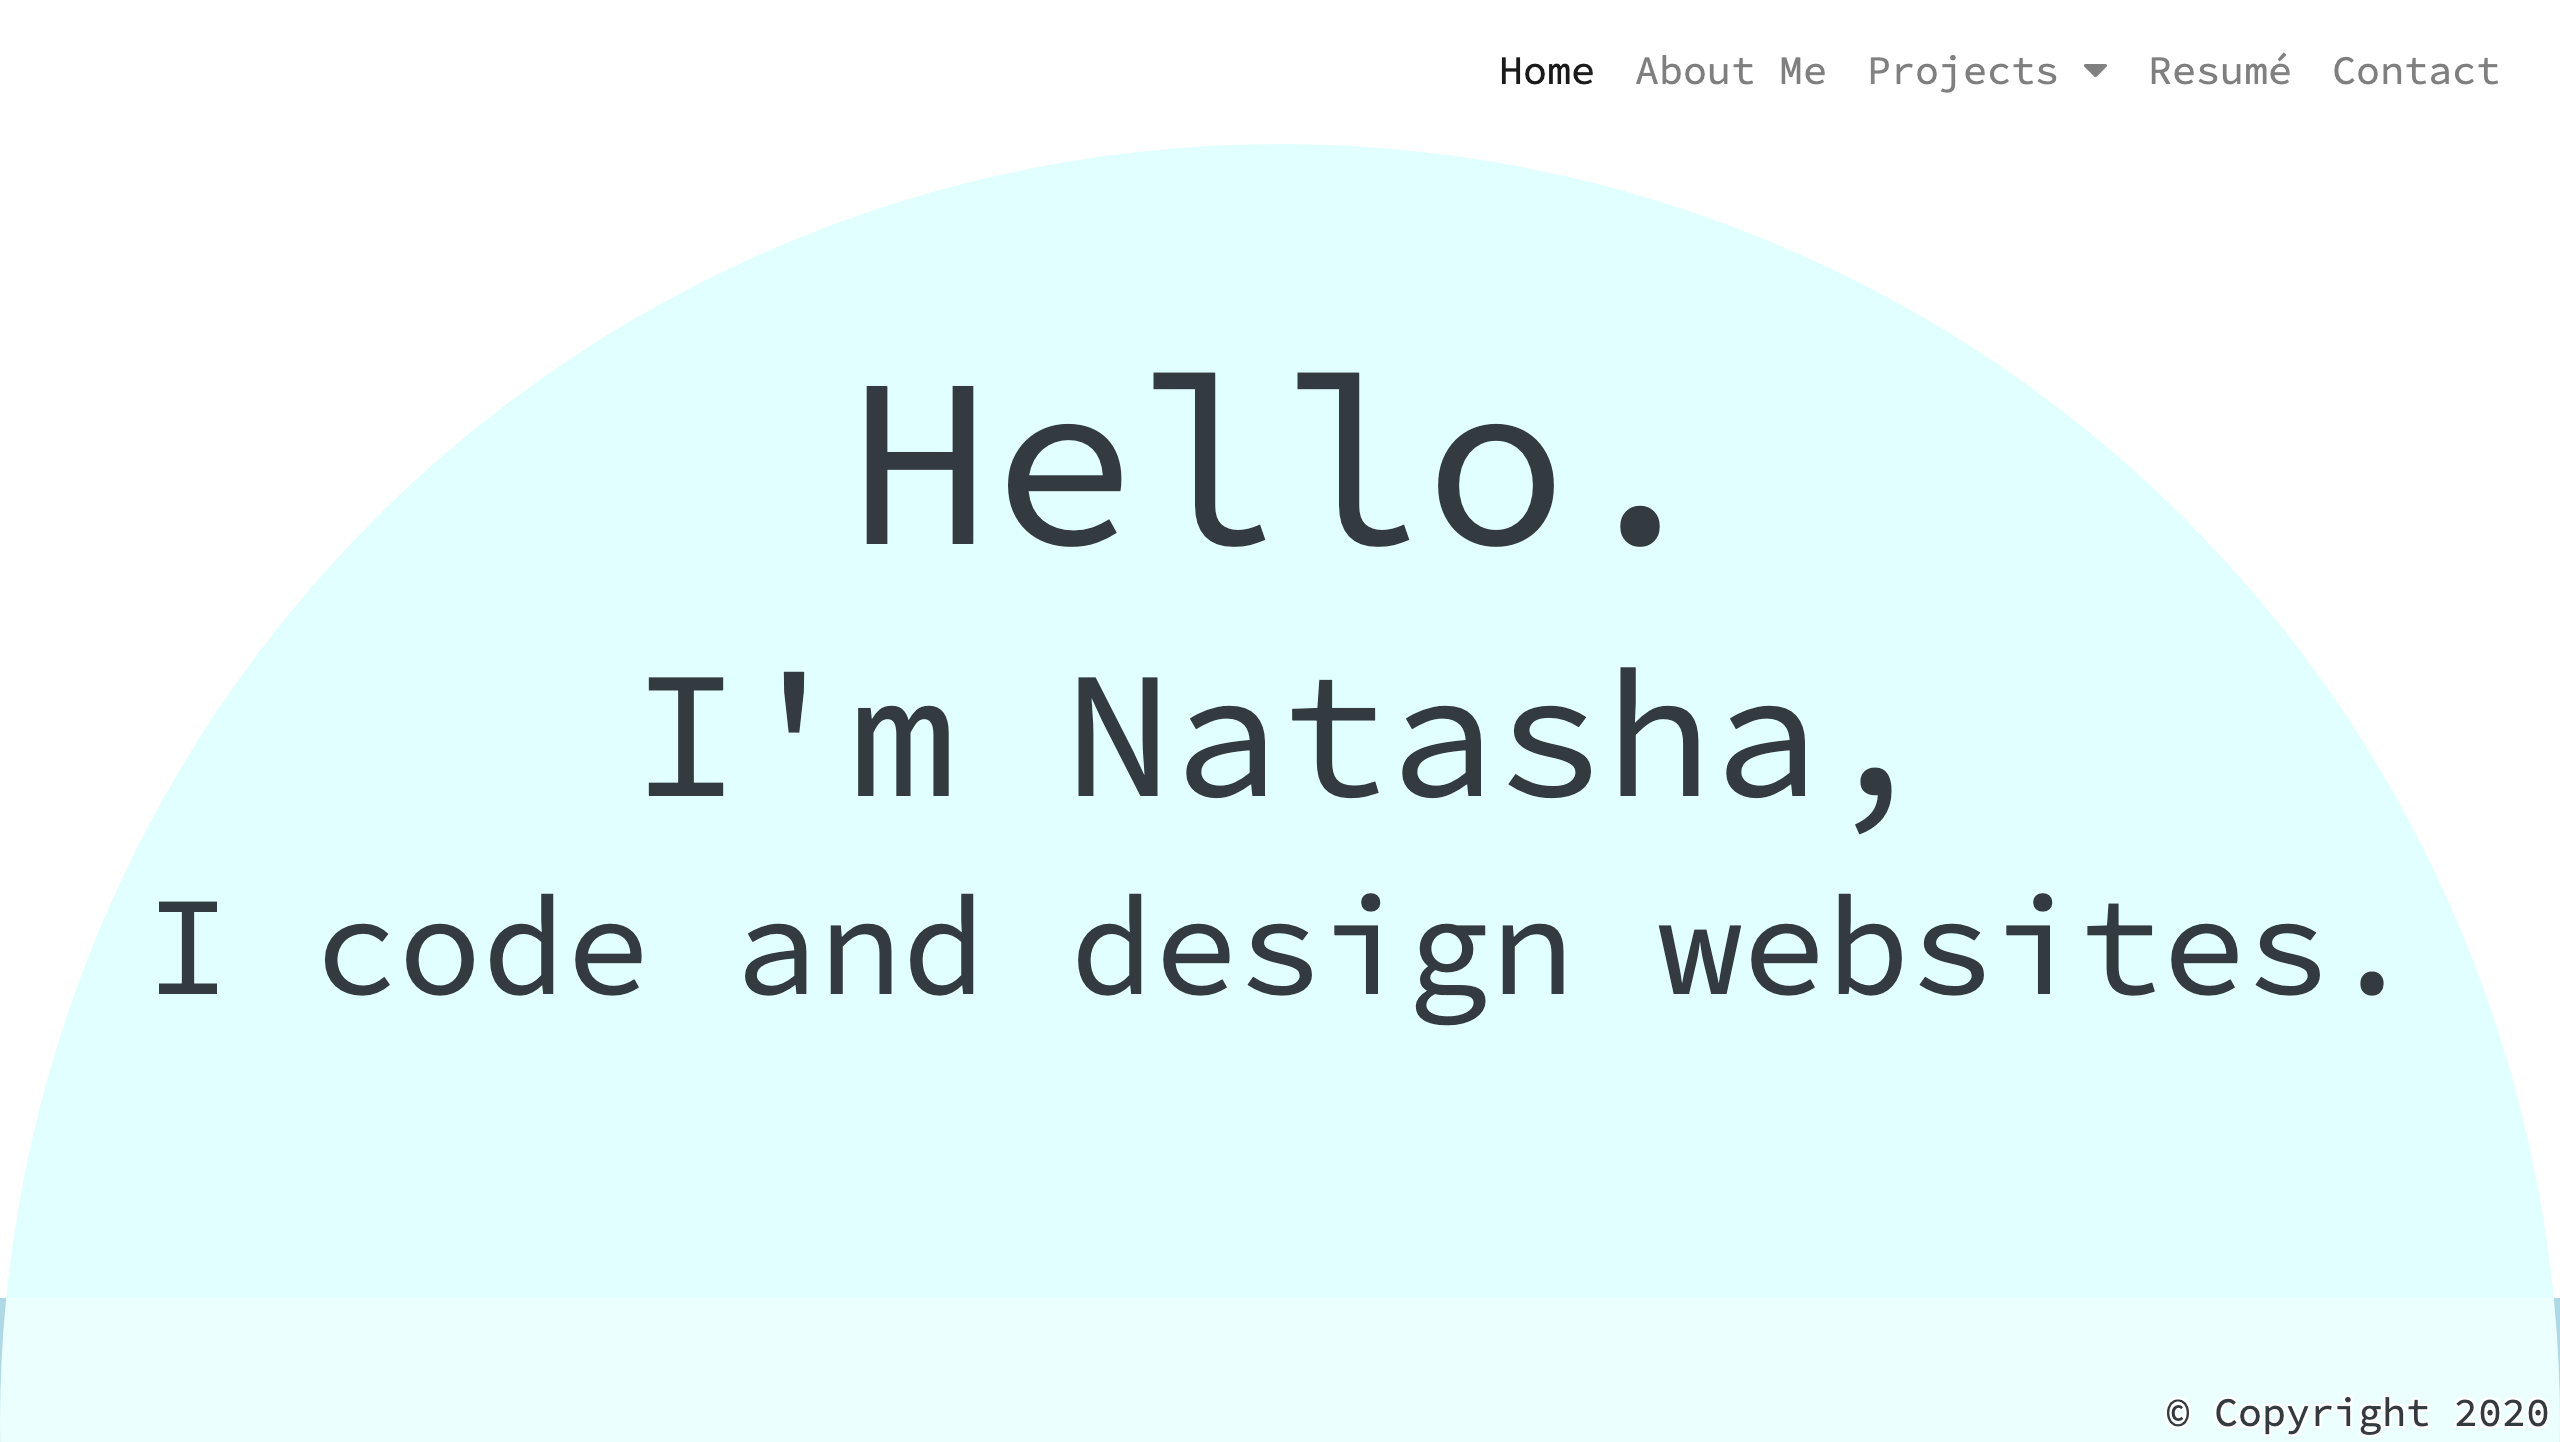 Home About Me Projects Resumé Contact
Hello.
I'm Natasha,
I code and design websites.
© Copyright 2020